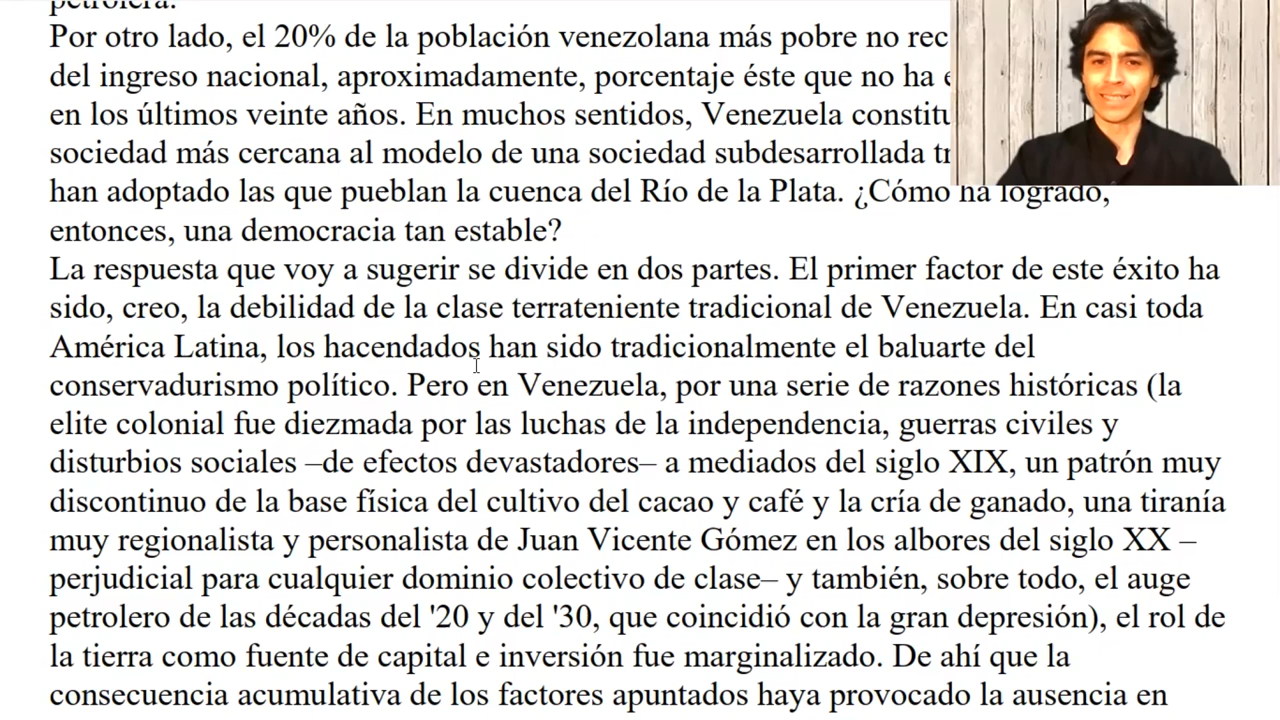 petrolera.
Por otro lado, el 20% de la población venezolana más pobre no
del ingreso nacional, aproximadamente, porcentaje éste que no ha
en los últimos veinte años. En muchos sentidos, Venezuela
sociedad más cercana al modelo de una sociedad subdesarrollada
han adoptado las que pueblan la cuenca del Río de la Plata. ¿Cómo ha logrado,
entonces, una democracia tan estable?
La respuesta que voy a sugerir se divide en dos partes. El primer factor de este éxito ha
sido, creo, la debilidad de la clase terrateniente tradicional de Venezuela. En casi toda
América Latina, los hacendados han sido tradicionalmente el baluarte del
conservadurismo político. Pero en Venezuela, por una serie de razones históricas (la
elite colonial fue diezmada por las luchas de la independencia, guerras civiles y
disturbios sociales –de efectos devastadores– a mediados del siglo XIX, un patrón muy
discontinuo de la base física del cultivo del cacao y café y la cría de ganado, una tiranía
muy regionalista y personalista de Juan Vicente Gómez en los albores del siglo XX –
perjudicial para cualquier dominio colectivo de clase– y también, sobre todo, el auge
petrolero de las décadas del '20 y del '30, que coincidió con la gran depresión), el rol de
la tierra como fuente de capital e inversión fue marginalizado. De ahí que la
consecuencia acumulativa de los factores apuntados haya provocado la ausencia en